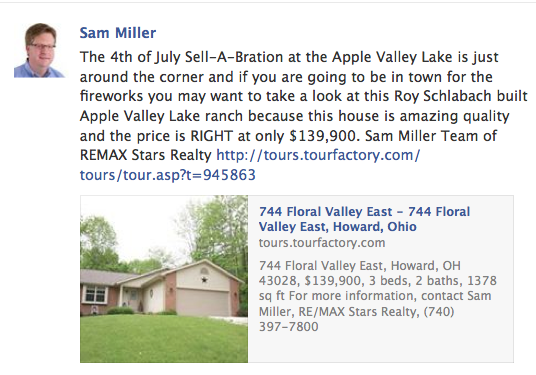 Sam Miller
The 4th of July Sell-A-Bration at the Apple Valley Lake is just
around the corner and if you are going to be in town for the
fireworks you may want to take a look at this Roy Schlabach built
Apple Valley Lake ranch because this house is amazing quality
and the price is RIGHT at only $139,900. Sam Miller Team of
REMAX Stars Realty http://tours.tourfactory.com/
tours/tour.asp?t=945863
744 Floral Valley East - 744 Floral
Valley East, Howard, Ohio
tours.tourfactory.com
744 Floral Valley East, Howard, OH
43028, $139,900, 3 beds, 2 baths, 1378
sq ft For more information, contact Sam
Miller, RE/MAX Stars Realty, (740)
397-7800